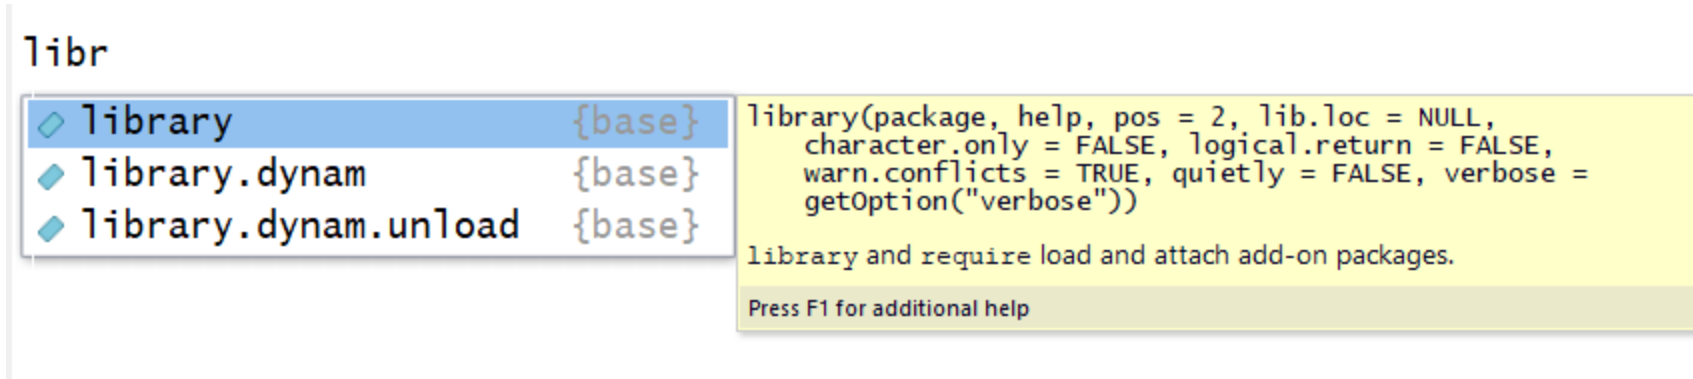 libr
library {base}
library.dynam {base}
library.dynam.unload {base}
library(package, help, pos = 2, lib.loc = NULL,
character.only = FALSE, logical.return = FALSE,
warn.conflicts = TRUE, quietly = FALSE, verbose =
getOption("verbose"))
library and require load and attach add-on packages.
Press F1 for additional help